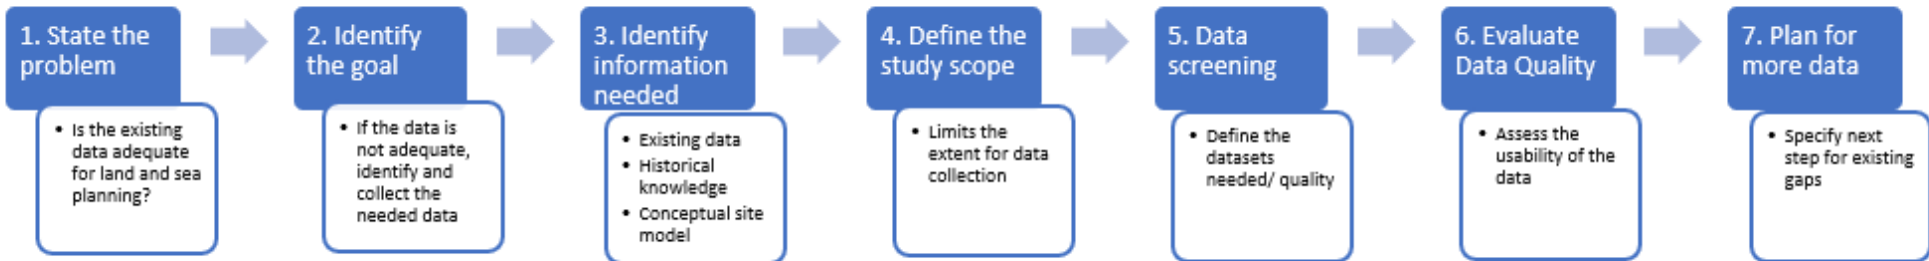 1. State the
problem
• Is the existing
data adequate
for land and sea
planning?
2. Identify
the goal
• If the data is
not adequate,
identify and
collect the
needed data
3. Identify
information
needed
• Existing data
• Historical
knowledge
• Conceptual site
model
4. Define the
study scope
• Limits the
extent for data
collection
5. Data
screening
• Define the
datasets
needed/ quality
6. Evaluate
Data Quality
• Assess the
usability of the
data
7. Plan for
more data
• Specify next
step for existing
gaps